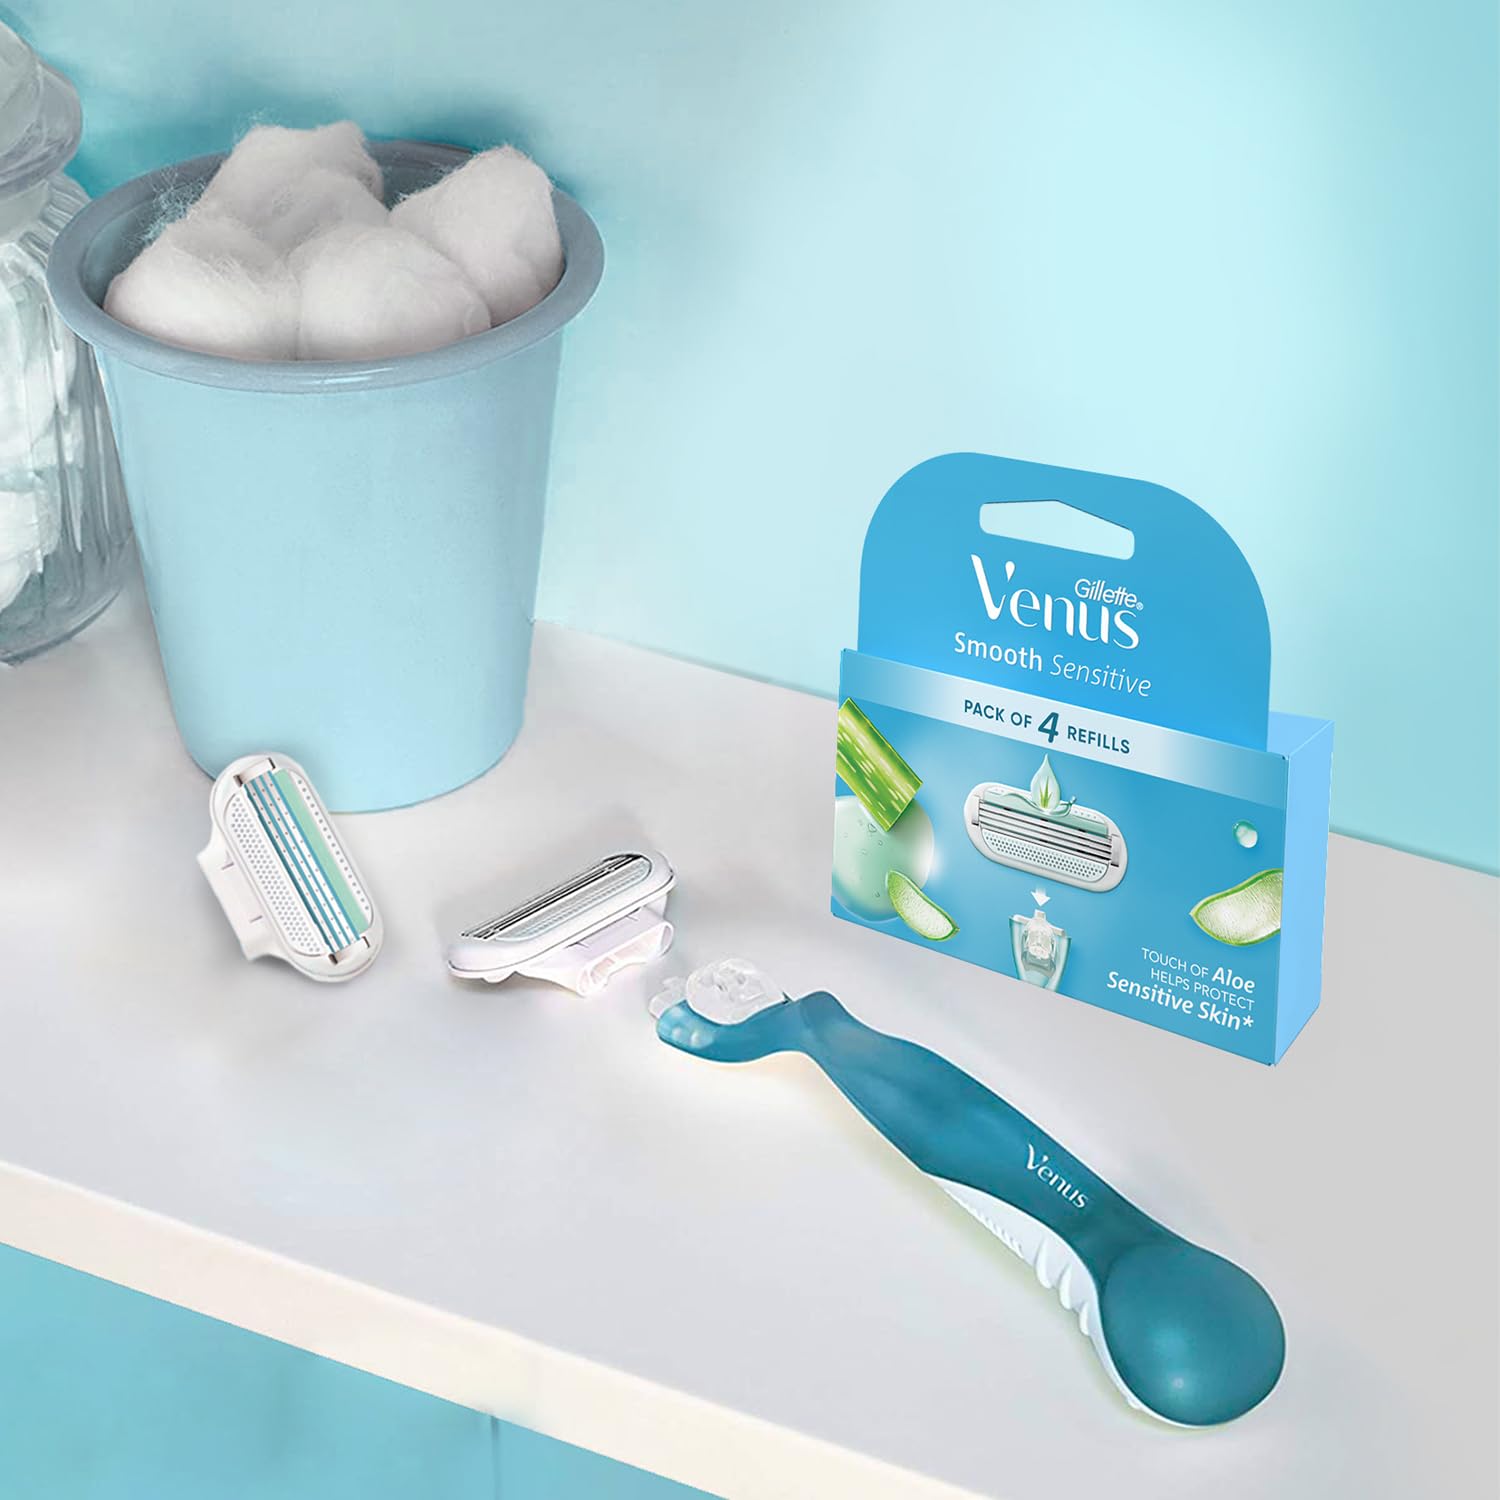 Gillette®
Venus
Smooth Sensitive
PACK OF 4 REFILLS
TOUCH OF Aloe
HELPS PROTECT
Sensitive Skin*
Venus